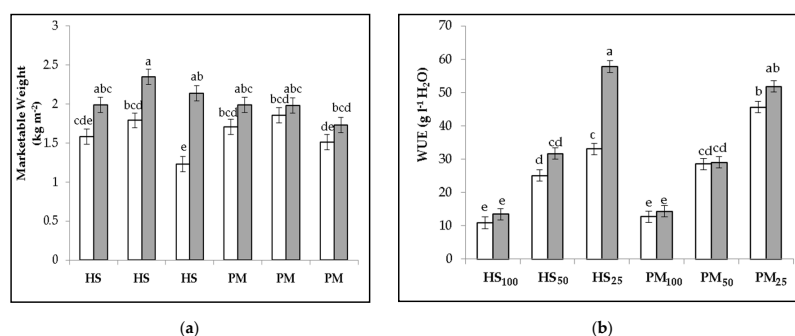 3
2.5
2
1.5
1
0.5
0
Marketable Weight
(kg m⁻²)
cde
abc
bcd
a
e
ab
bcd
abc
bcd
abc
de
bcd
HS
HS
HS
PM
PM
PM
(a)
70
60
50
40
30
20
10
0
WUE (g l⁻¹ H₂O)
e
e
d
cd
c
a
e
e
cd
cd
b
ab
HS₁₀₀
HS₅₀
HS₂₅
PM₁₀₀
PM₅₀
PM₂₅
(b)